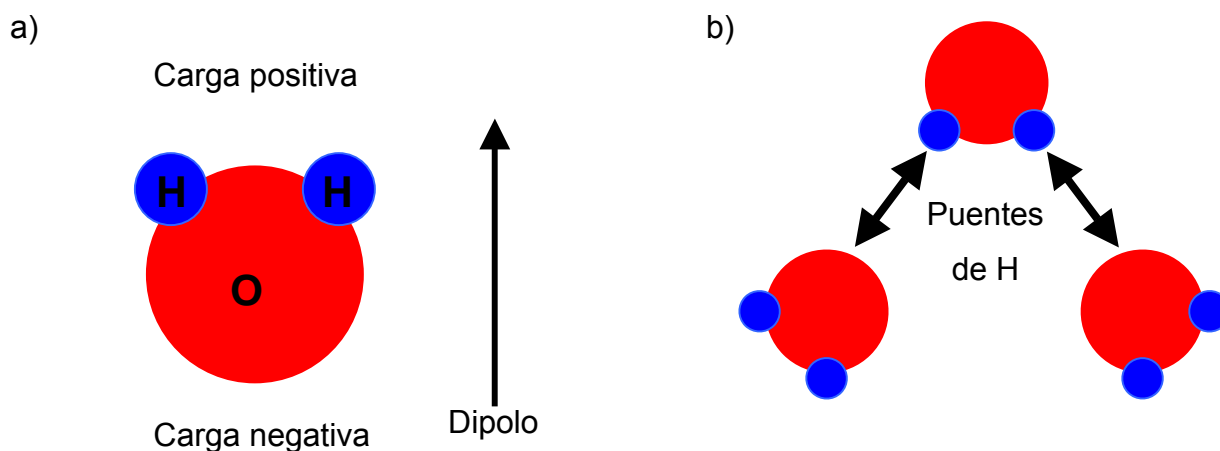 a)
Carga positiva
H H
O
Carga negativa
Dipolo
b)
Puentes
de H